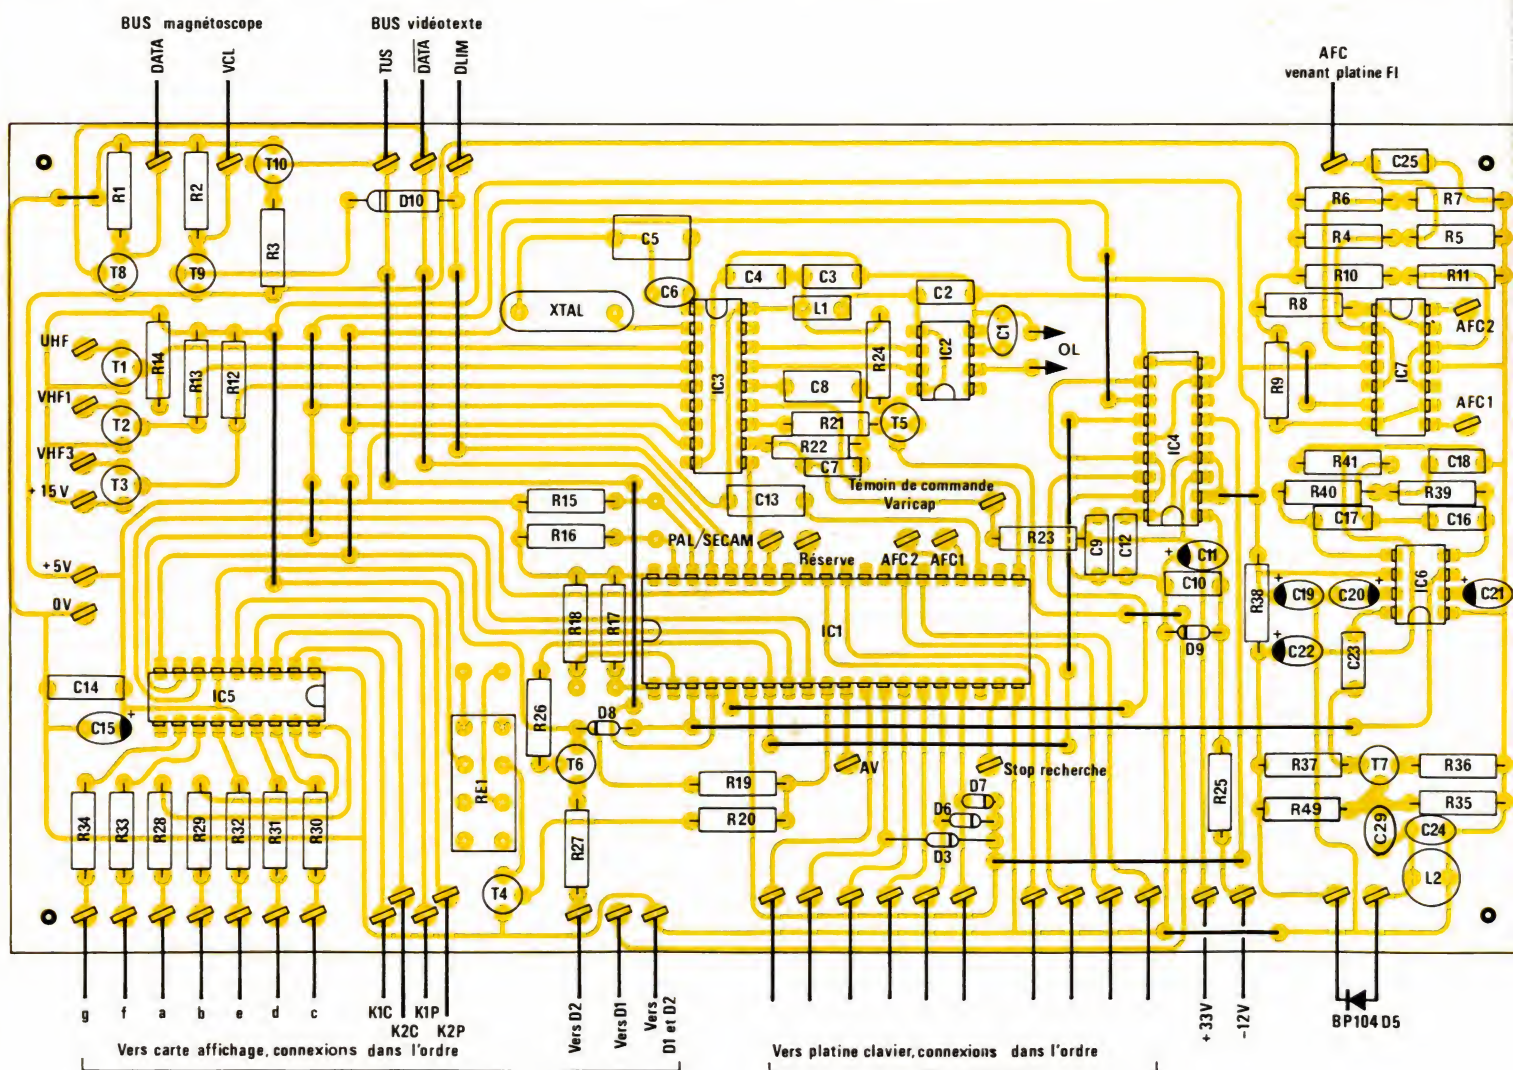 BUS magnétoscope
BUS vidéotexte
DATA
VCL
TUS
DATA
DLIM
AFC
venant platine FI
R1
R2
T10
R3
D10
T8
T9
C25
R6
R7
R4
R5
R10
R11
R8
C5
C4
C3
C6
C2
XTAL
L1
C1
OL
IC2
R24
IC3
C8
R21
T5
R22
C7
IC4
R9
IC7
AFC2
AFC1
UHF
T1
R14
R13
R12
VHF1
T2
VHF3
T3
+15V
R41
C18
R40
R39
C17
C16
R15
C13
Témoin de commande
Varicap
R16
PAL/SECAM
Réserve
AFC2
AFC1
R23
C9
C12
C11
+
C10
+5V
0V
R18
R17
IC1
D9
R38
+
C19
C20
+
IC6
+
C21
+
C22
C23
C14
IC5
C15
+
R26
D8
RE1
T6
R19
AV
Stop recherche
R20
D7
D6
D3
R25
R37
T7
R36
R49
R35
C29
C24
L2
R34
R33
R28
R29
R32
R31
R30
R27
T4
g
f
a
b
e
d
c
K1C
K2C
K1P
K2P
Vers D2
Vers D1
Vers
D1 et D2
+33V
-12V
BP104 D5
Vers carte affichage, connexions dans l'ordre
Vers platine clavier, connexions dans l'ordre